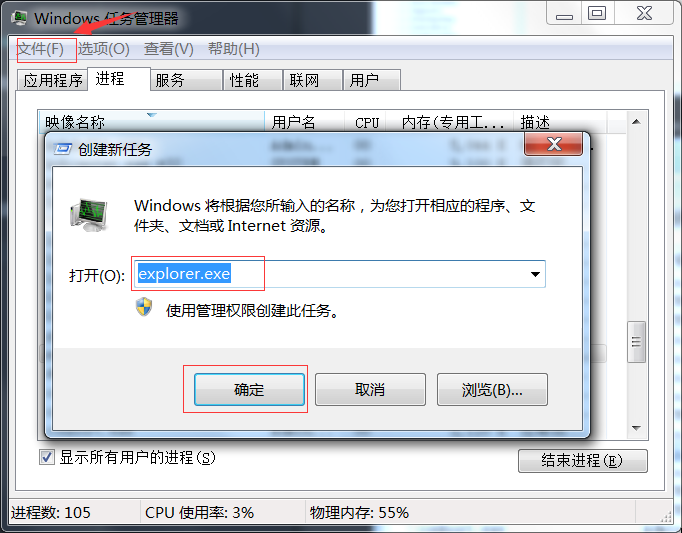 Windows 任务管理器
文件(F) 选项(O) 查看(V) 帮助(H)
应用程序 进程 服务 性能 联网 用户
映像名称 用户名 CPU 内存(专用工... 描述
创建新任务
Windows 将根据您所输入的名称，为您打开相应的程序、文
件夹、文档或 Internet 资源。
打开(O): explorer.exe
使用管理权限创建此任务。
确定 取消 浏览(B)...
显示所有用户的进程(S) 结束进程(E)
进程数: 105 CPU 使用率: 3% 物理内存: 55%